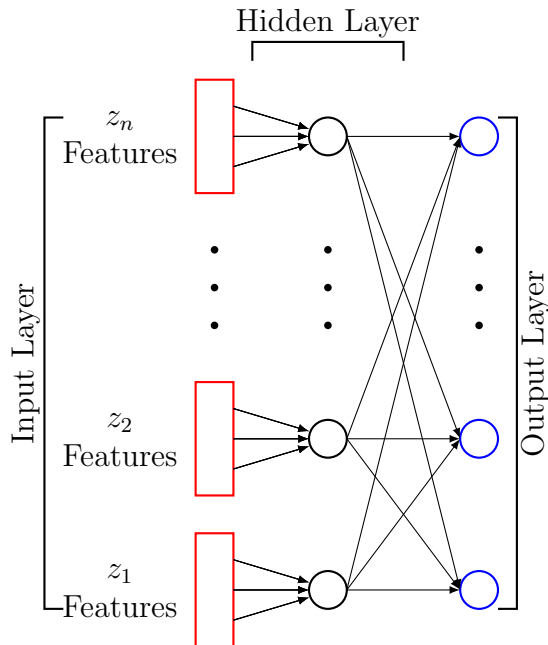 Hidden Layer
$z_n$
Features
Input Layer
$z_2$
Features
$z_1$
Features
Output Layer